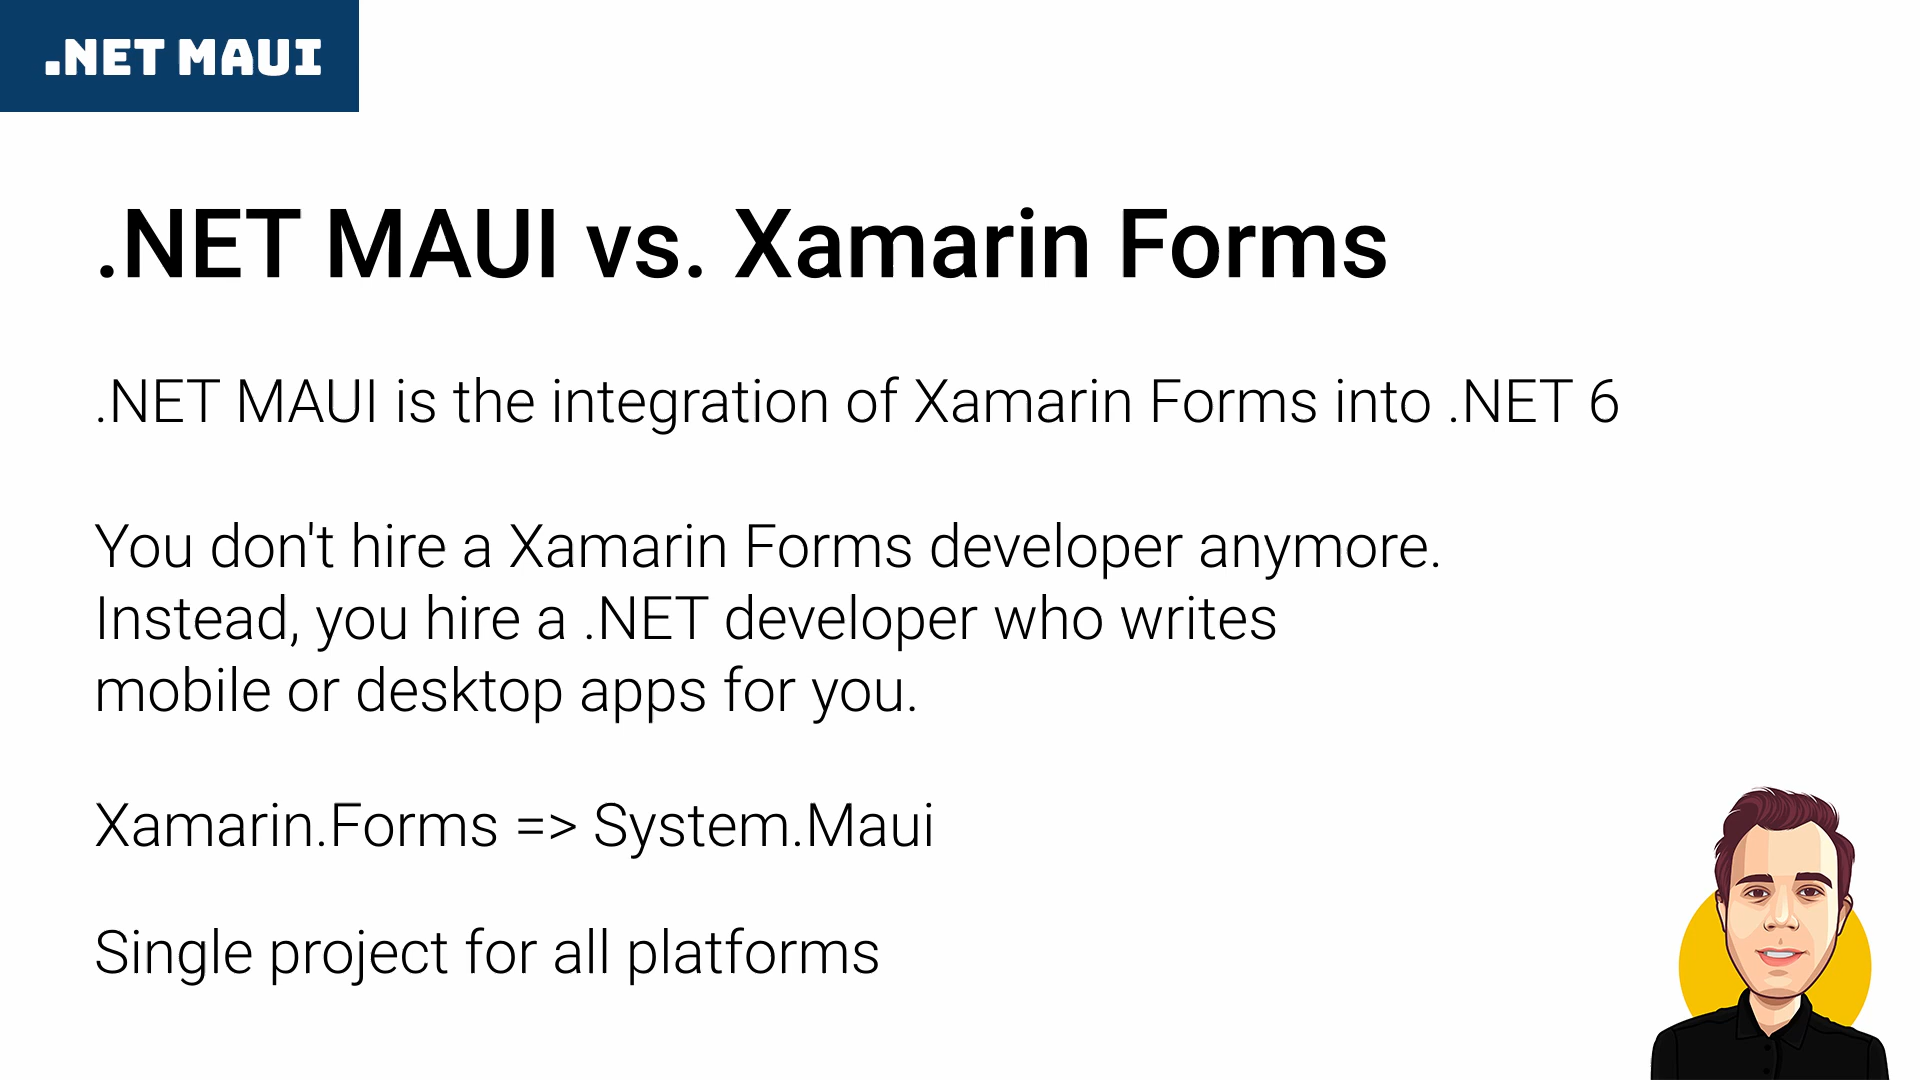 .NET MAUI
.NET MAUI vs. Xamarin Forms
.NET MAUI is the integration of Xamarin Forms into .NET 6
You don't hire a Xamarin Forms developer anymore.
Instead, you hire a .NET developer who writes
mobile or desktop apps for you.
Xamarin.Forms => System.Maui
Single project for all platforms